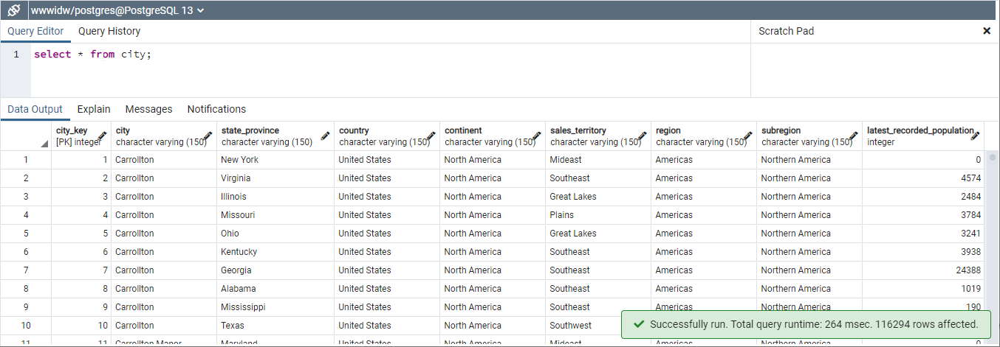 wwwidw/postgres@PostgreSQL 13
Query Editor Query History Scratch Pad
1 select * from city;
Data Output Explain Messages Notifications
city_key city state_province country continent sales_territory region subregion latest_recorded_population
[PK] integer character varying (150) character varying (150) character varying (150) character varying (150) character varying (150) character varying (150) character varying (150) integer
1 1 Carrollton New York United States North America Mideast Americas Northern America 0
2 2 Carrollton Virginia United States North America Southeast Americas Northern America 4574
3 3 Carrollton Illinois United States North America Great Lakes Americas Northern America 2484
4 4 Carrollton Missouri United States North America Plains Americas Northern America 3784
5 5 Carrollton Ohio United States North America Great Lakes Americas Northern America 3241
6 6 Carrollton Kentucky United States North America Southeast Americas Northern America 3938
7 7 Carrollton Georgia United States North America Southeast Americas Northern America 24388
8 8 Carrollton Alabama United States North America Southeast Americas Northern America 1019
9 9 Carrollton Mississippi United States North America Southeast Americas Northern America 190
10 10 Carrollton Texas United States North America Southwest
Successfully run. Total query runtime: 264 msec. 116294 rows affected.
11 11 Carrollton Manor Maryland United States North America Mideast